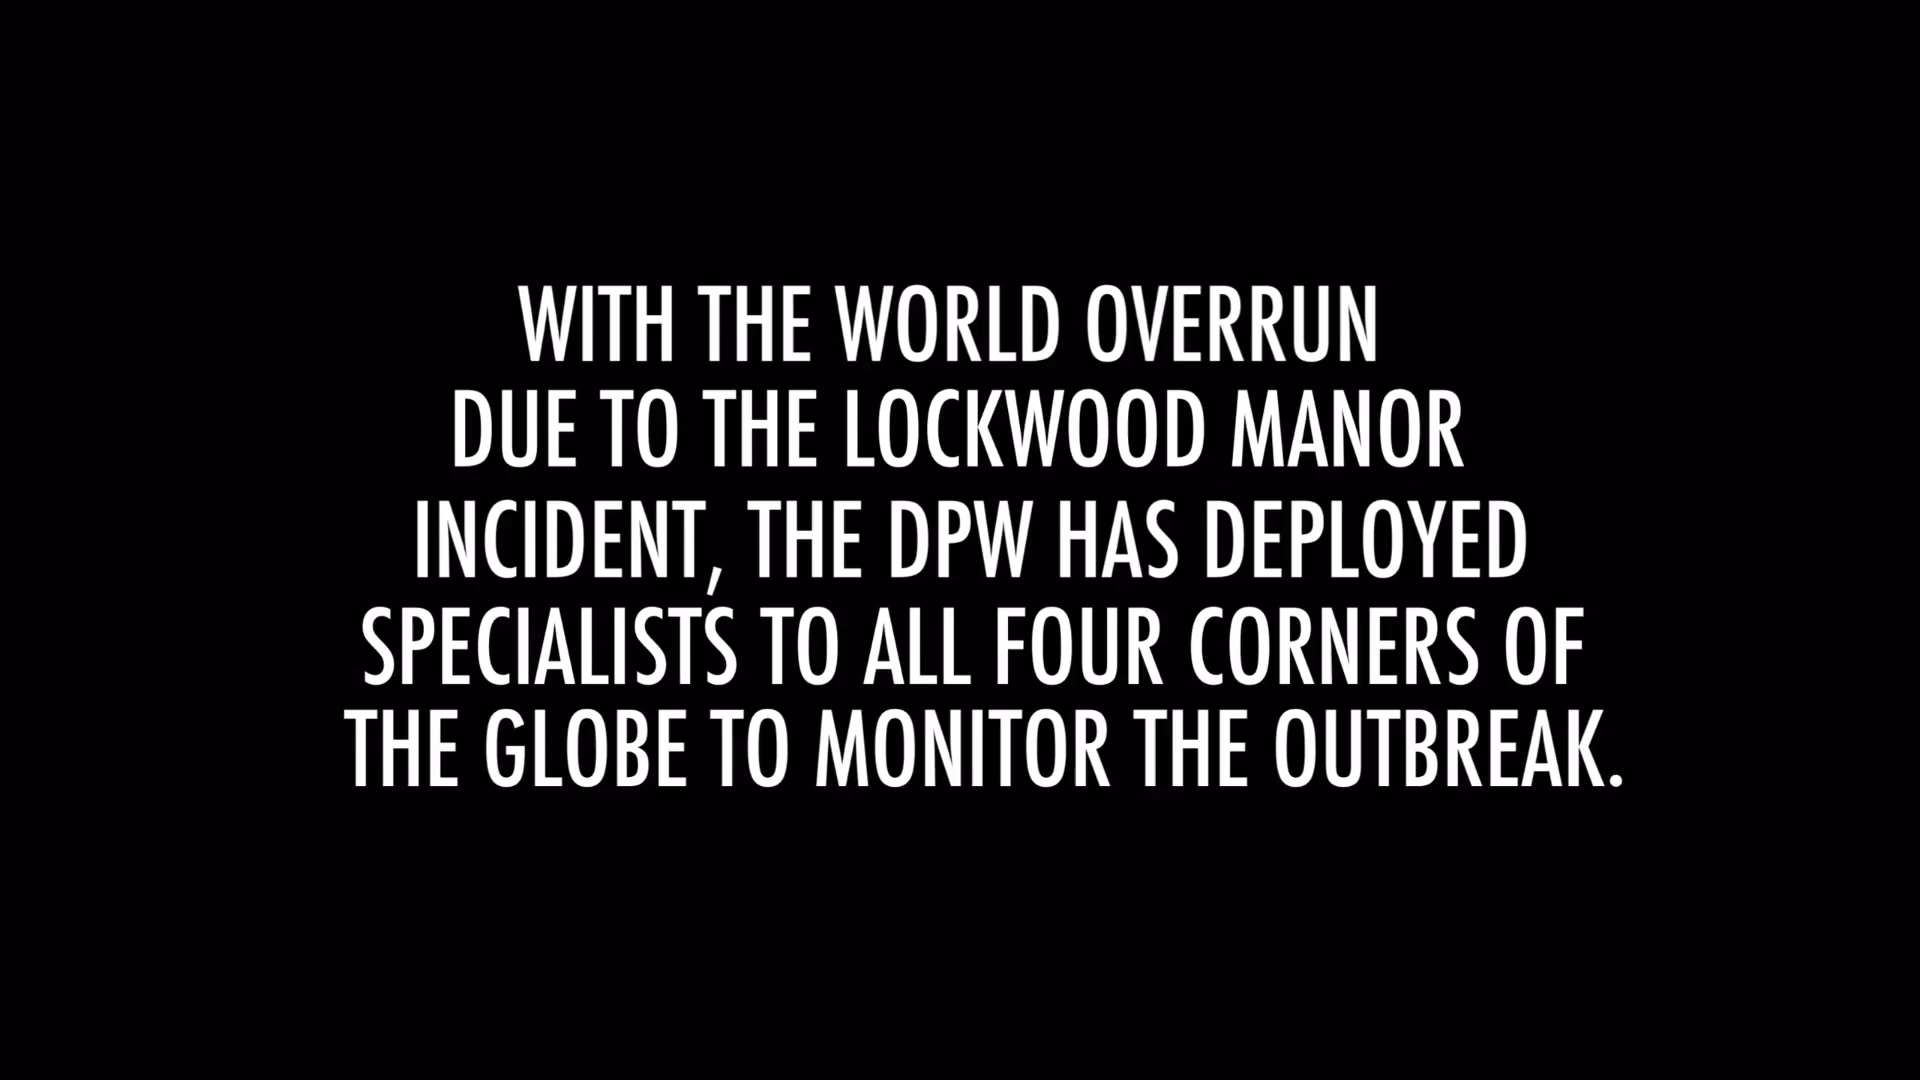 WITH THE WORLD OVERRUN
DUE TO THE LOCKWOOD MANOR
INCIDENT, THE DPW HAS DEPLOYED
SPECIALISTS TO ALL FOUR CORNERS OF
THE GLOBE TO MONITOR THE OUTBREAK.